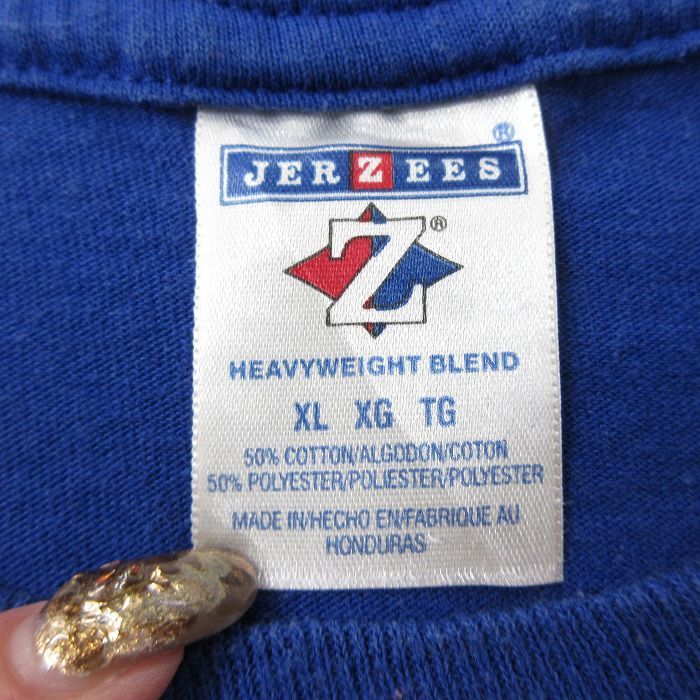 JERZEES®
Z®
HEAVYWEIGHT BLEND
XL XG TG
50% COTTON/ALGODON/COTON
50% POLYESTER/POLIESTER/POLYESTER
MADE IN/HECHO EN/FABRIQUE AU
HONDURAS